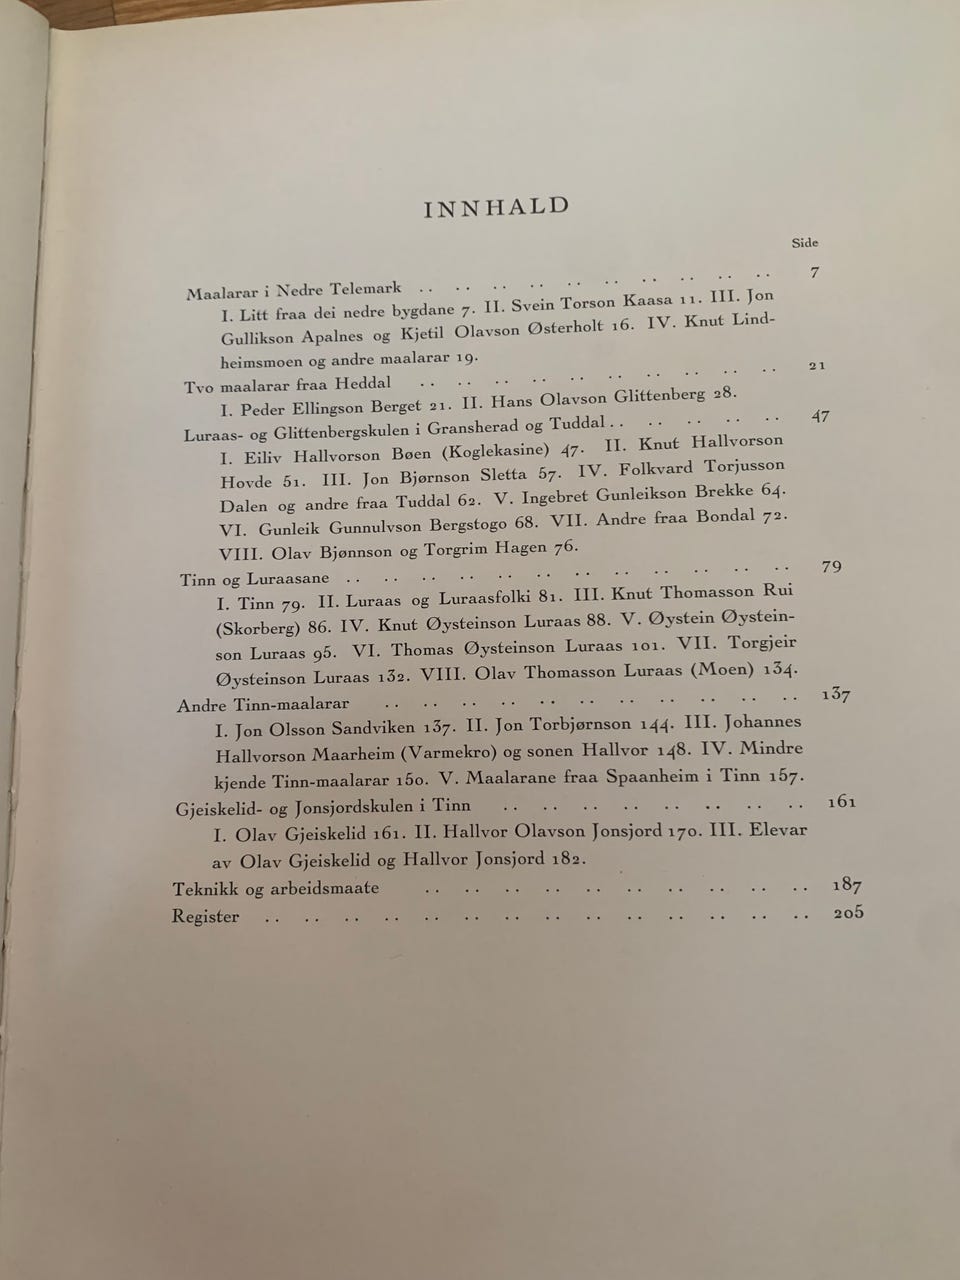 INNHALD
Side
Maalarar i Nedre Telemark .. .. .. .. .. .. .. .. .. .. 7
I. Litt fraa dei nedre bygdane 7. II. Svein Torson Kaasa 11. III. Jon
Gullikson Apalnes og Kjetil Olavson Østerholt 16. IV. Knut Lind-
heimsmoen og andre maalarar 19.
Tvo maalarar fraa Heddal .. .. .. .. .. .. .. .. .. .. 21
I. Peder Ellingson Berget 21. II. Hans Olavson Glittenberg 28.
Luraas- og Glittenbergskulen i Gransherad og Tuddal .. .. .. .. .. 47
I. Eiliv Hallvorson Bøen (Koglekasine) 47. II. Knut Hallvorson
Hovde 51. III. Jon Bjørnson Sletta 57. IV. Folkvard Torjusson
Dalen og andre fraa Tuddal 62. V. Ingebret Gunleikson Brekke 64.
VI. Gunleik Gunnulvson Bergstogo 68. VII. Andre fraa Bondal 72.
VIII. Olav Bjønnson og Torgrim Hagen 76.
Tinn og Luraasane .. .. .. .. .. .. .. .. .. .. .. .. 79
I. Tinn 79. II. Luraas og Luraasfolki 81. III. Knut Thomasson Rui
(Skorberg) 86. IV. Knut Øysteinson Luraas 88. V. Øystein Øystein-
son Luraas 95. VI. Thomas Øysteinson Luraas 101. VII. Torgjeir
Øysteinson Luraas 132. VIII. Olav Thomasson Luraas (Moen) 134.
Andre Tinn-maalarar .. .. .. .. .. .. .. .. .. .. .. 137
I. Jon Olsson Sandviken 137. II. Jon Torbjørnson 144. III. Johannes
Hallvorson Maarheim (Varmekro) og sonen Hallvor 148. IV. Mindre
kjende Tinn-maalarar 150. V. Maalarane fraa Spaanheim i Tinn 157.
Gjeiskelid- og Jonsjordskulen i Tinn .. .. .. .. .. .. .. .. 161
I. Olav Gjeiskelid 161. II. Hallvor Olavson Jonsjord 170. III. Elevar
av Olav Gjeiskelid og Hallvor Jonsjord 182.
Teknikk og arbeidsmaate .. .. .. .. .. .. .. .. .. .. 187
Register .. .. .. .. .. .. .. .. .. .. .. .. .. .. 205